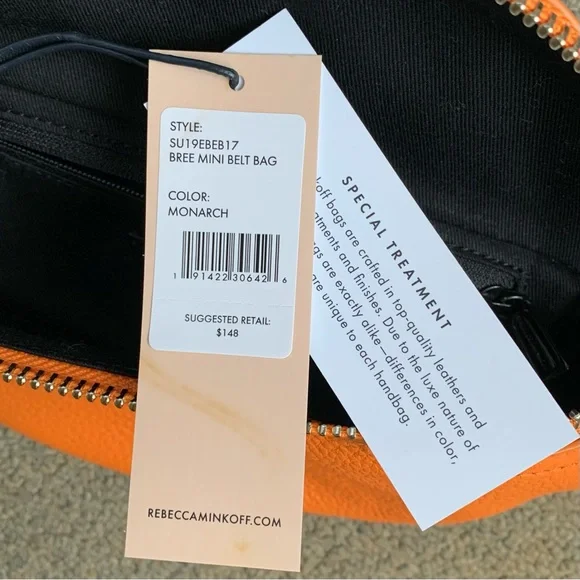 STYLE:
SU19EBEB17
BREE MINI BELT BAG
COLOR:
MONARCH
1 91422 30642 6
SUGGESTED RETAIL:
$148
REBECCAMINKOFF.COM
SPECIAL TREATMENT
koff bags are crafted in top-quality leathers and
tments and finishes. Due to the luxe nature of
are exactly alike—differences in color,
are unique to each handbag.